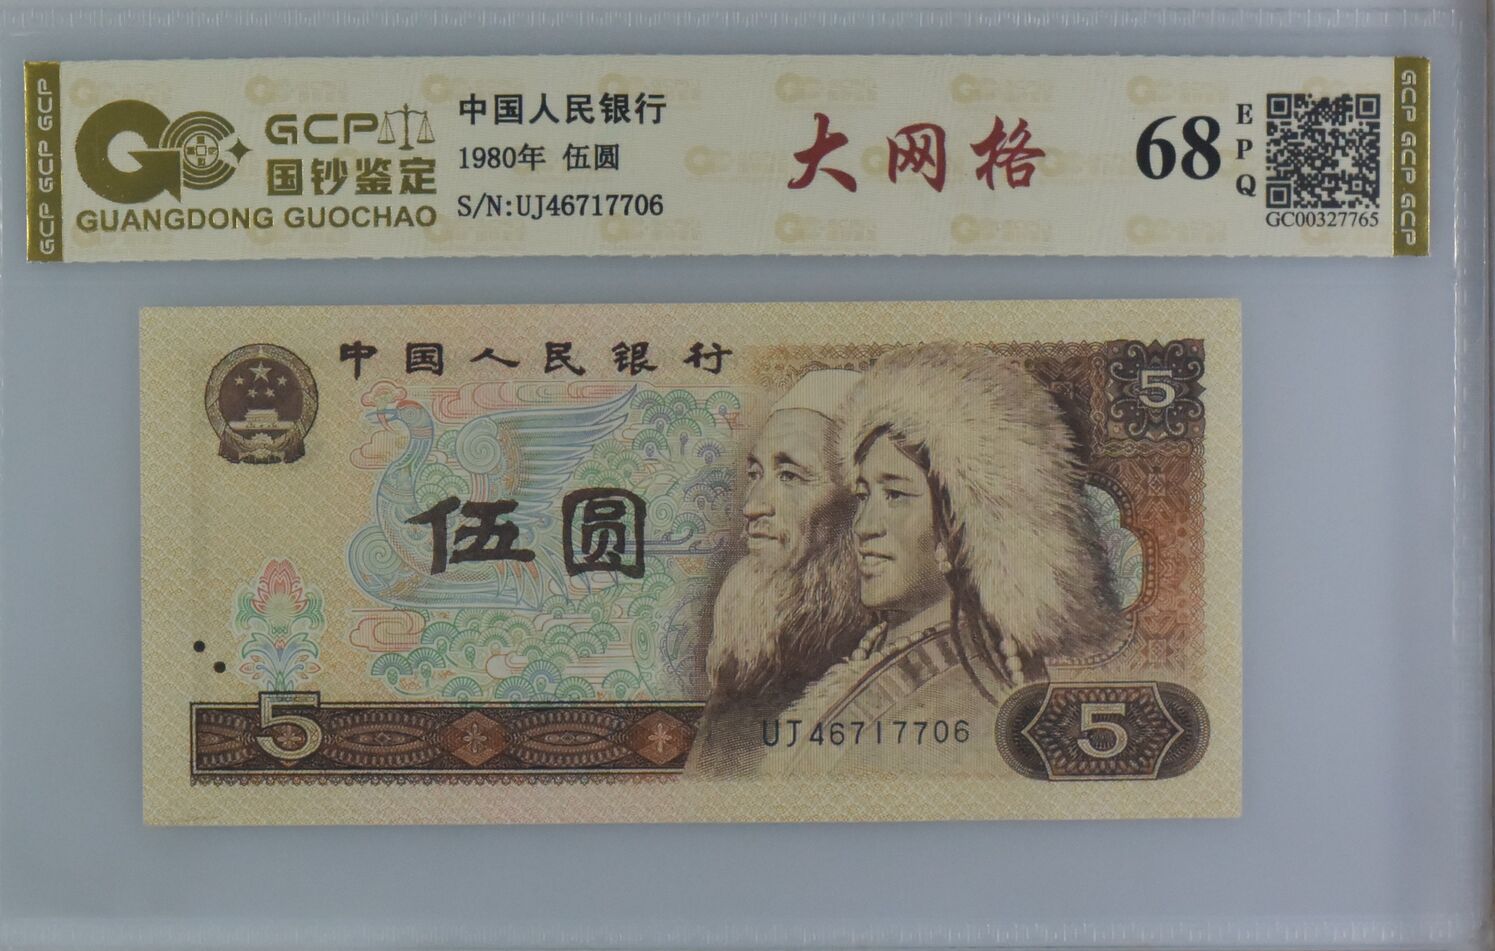 GCP GCP GCP
GCP
国钞鉴定
GUANGDONG GUOCHAO
中国人民银行
1980年 伍圆
S/N:UJ46717706
大网格
68
EPQ
GC00327765
GCP GCP GCP
中国人民银行
5
伍圆
5
UJ46717706
5